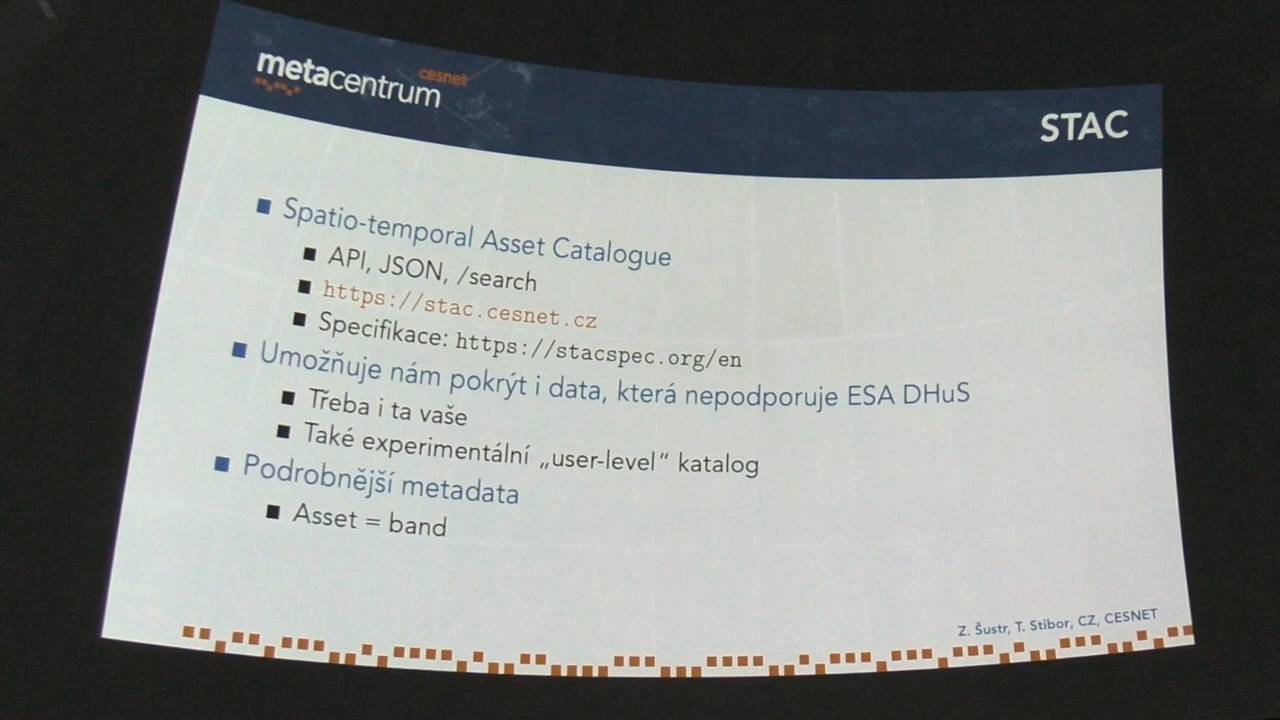 metacentrum
cesnet
STAC
Spatio-temporal Asset Catalogue
API, JSON, /search
https://stac.cesnet.cz
Specifikace: https://stacspec.org/en
Umožňuje nám pokrýt i data, která nepodporuje ESA DHuS
Třeba i ta vaše
Také experimentální „user-level“ katalog
Podrobnější metadata
Asset = band
Z. Šustr, T. Stibor, CZ, CESNET